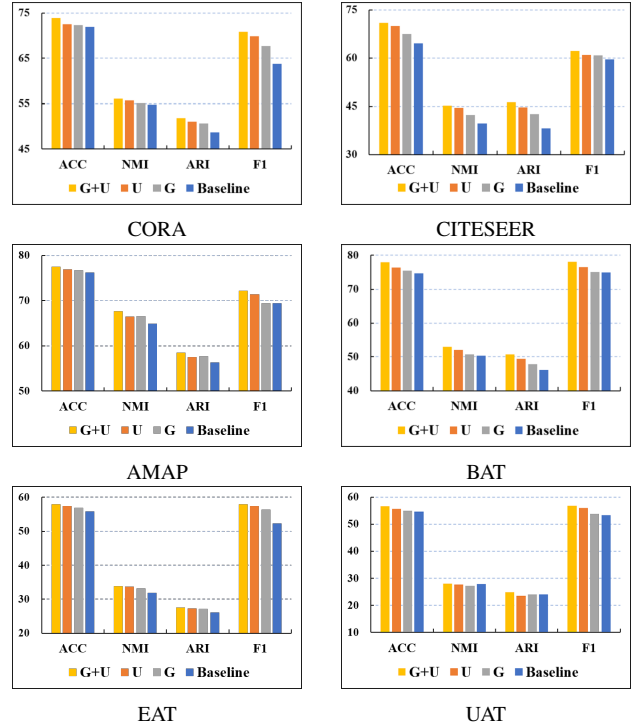 75
65
55
45
ACC NMI ARI F1
G+U U G Baseline
CORA
75
60
45
30
ACC NMI ARI F1
G+U U G Baseline
CITESEER
80
70
60
50
ACC NMI ARI F1
G+U U G Baseline
AMAP
80
70
60
50
40
ACC NMI ARI F1
G+U U G Baseline
BAT
60
50
40
30
20
ACC NMI ARI F1
G+U U G Baseline
EAT
60
50
40
30
20
10
ACC NMI ARI F1
G+U U G Baseline
UAT